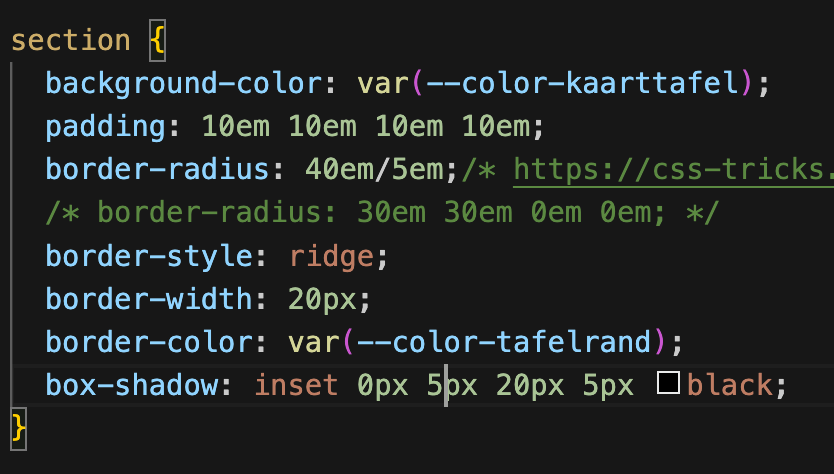 section {
background-color: var(--color-kaarttafel);
padding: 10em 10em 10em 10em;
border-radius: 40em/5em;/* https://css-tricks.
/* border-radius: 30em 30em 0em 0em; */
border-style: ridge;
border-width: 20px;
border-color: var(--color-tafelrand);
box-shadow: inset 0px 5px 20px 5px black;
}